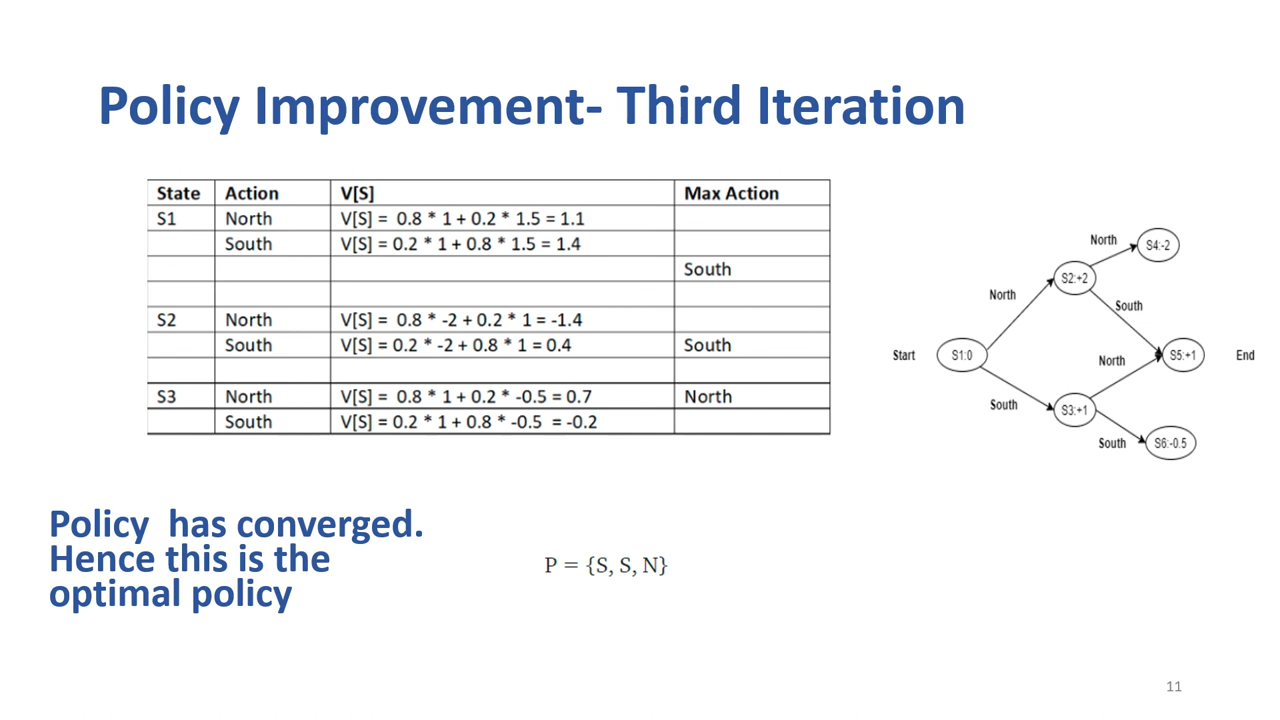 Policy Improvement- Third Iteration
State Action V[S] Max Action
S1 North V[S] = 0.8 * 1 + 0.2 * 1.5 = 1.1
South V[S] = 0.2 * 1 + 0.8 * 1.5 = 1.4
South
S2 North V[S] = 0.8 * -2 + 0.2 * 1 = -1.4
South V[S] = 0.2 * -2 + 0.8 * 1 = 0.4 South
S3 North V[S] = 0.8 * 1 + 0.2 * -0.5 = 0.7 North
South V[S] = 0.2 * 1 + 0.8 * -0.5 = -0.2
North
S4:-2
S2:+2
North
South
Start
S1:0
North
S5:+1
End
South
S3:+1
South
S6:-0.5
Policy has converged.
Hence this is the
optimal policy
P = {S, S, N}
11